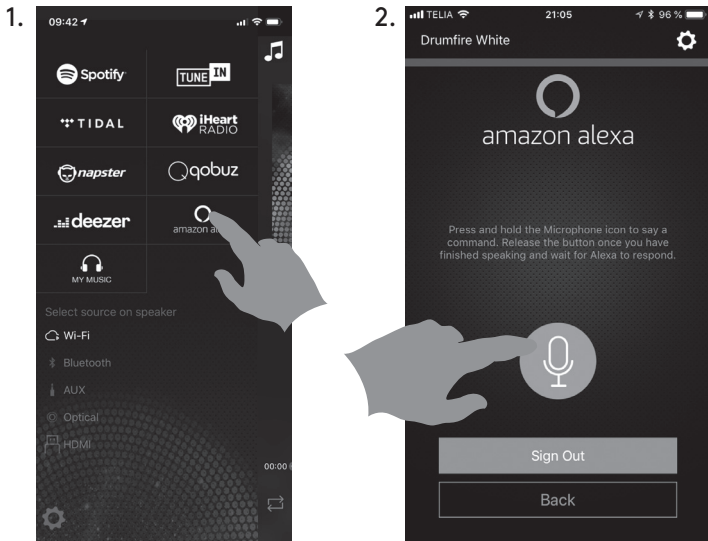 1.
09:42
Spotify
TUNE IN
TIDAL
iHeart
RADIO
napster
qobuz
deezer
amazon al
MY MUSIC
Select source on speaker
Wi-Fi
Bluetooth
AUX
Optical
HDMI
00:00
2.
TELIA
21:05
96 %
Drumfire White
amazon alexa
Press and hold the Microphone icon to say a
command. Release the button once you have
finished speaking and wait for Alexa to respond.
Sign Out
Back